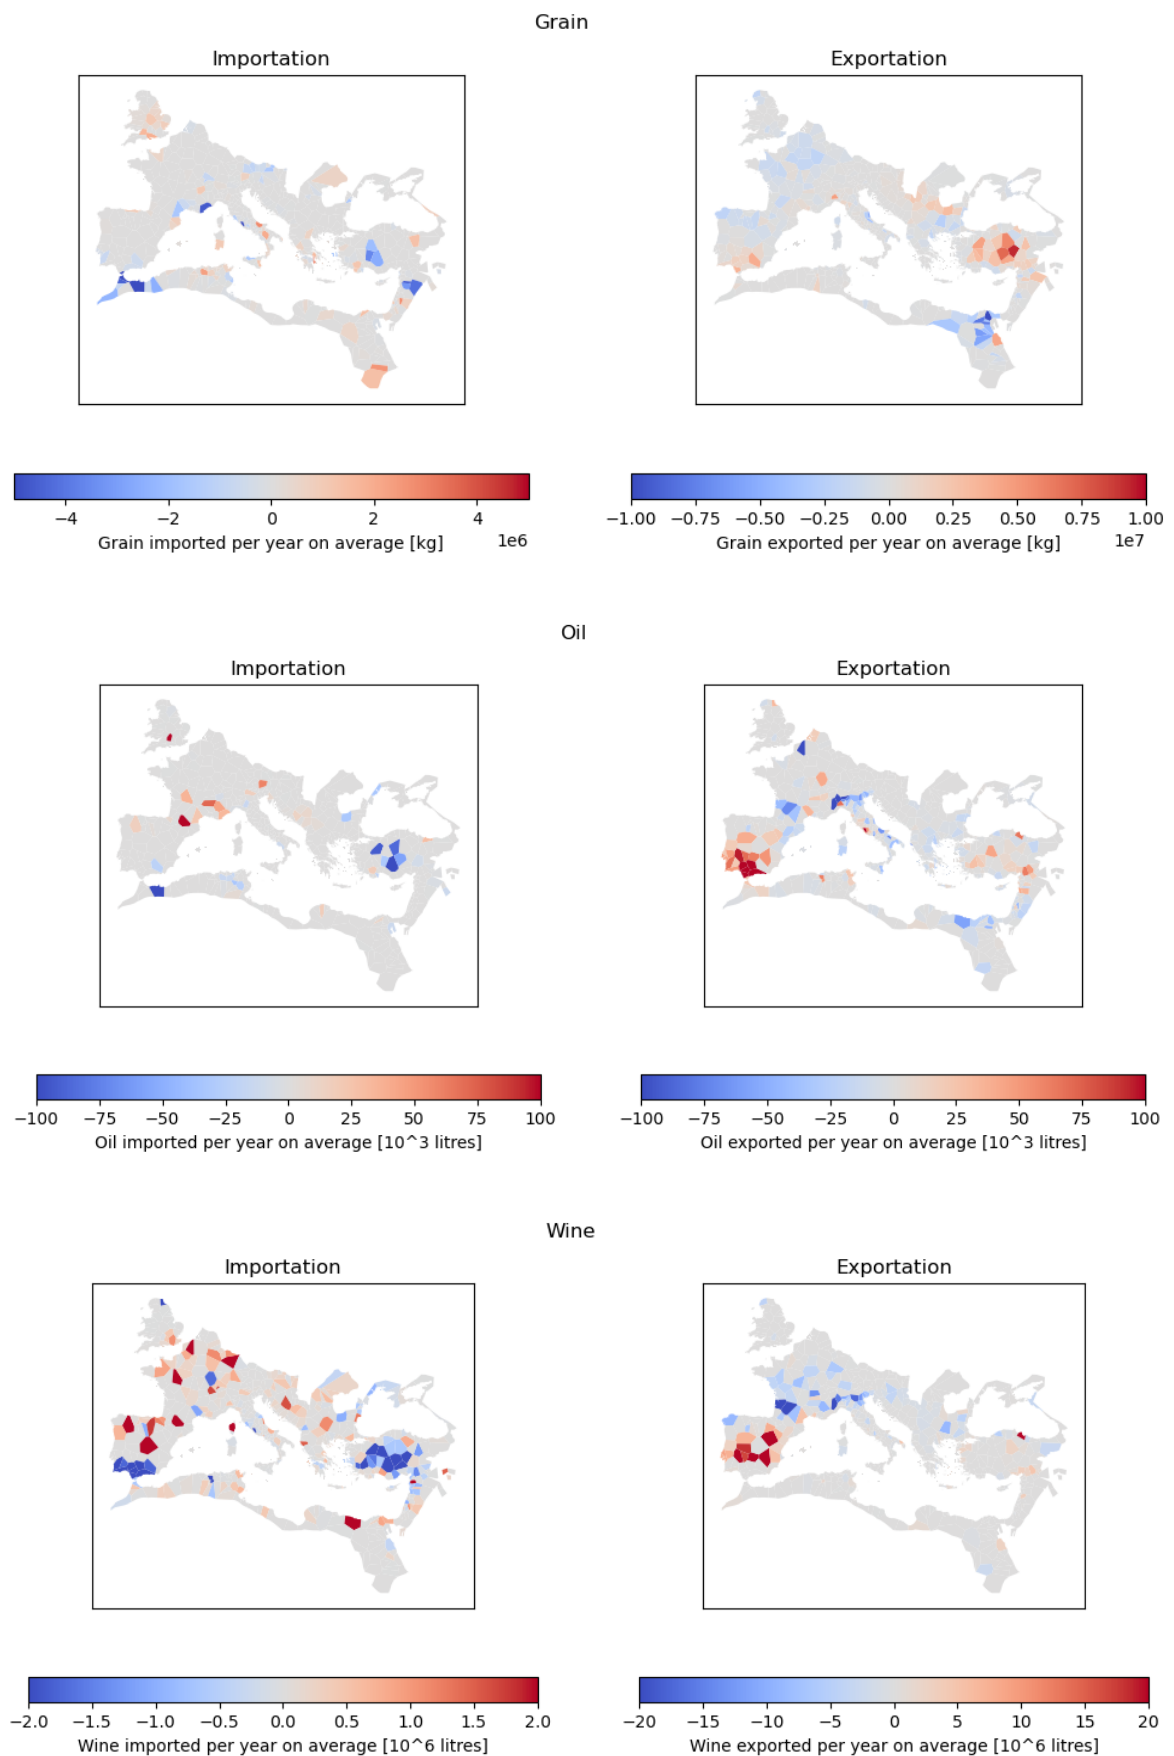 Grain
Importation Exportation
−4 −2 0 2 4
Grain imported per year on average [kg] 1e6
−1.00 −0.75 −0.50 −0.25 0.00 0.25 0.50 0.75 1.00
Grain exported per year on average [kg] 1e7
Oil
Importation Exportation
−100 −75 −50 −25 0 25 50 75 100
Oil imported per year on average [10^3 litres]
−100 −75 −50 −25 0 25 50 75 100
Oil exported per year on average [10^3 litres]
Wine
Importation Exportation
−2.0 −1.5 −1.0 −0.5 0.0 0.5 1.0 1.5 2.0
Wine imported per year on average [10^6 litres]
−20 −15 −10 −5 0 5 10 15 20
Wine exported per year on average [10^6 litres]